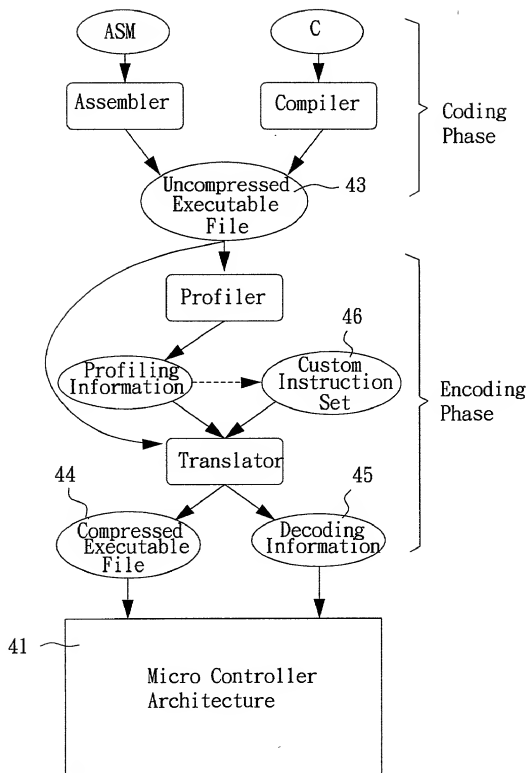 ASM
C
Assembler
Compiler
Coding
Phase
Uncompressed
Executable
File
43
Profiler
46
Profiling
Information
Custom
Instruction
Set
Encoding
Phase
Translator
44
45
Compressed
Executable
File
Decoding
Information
41
Micro Controller
Architecture